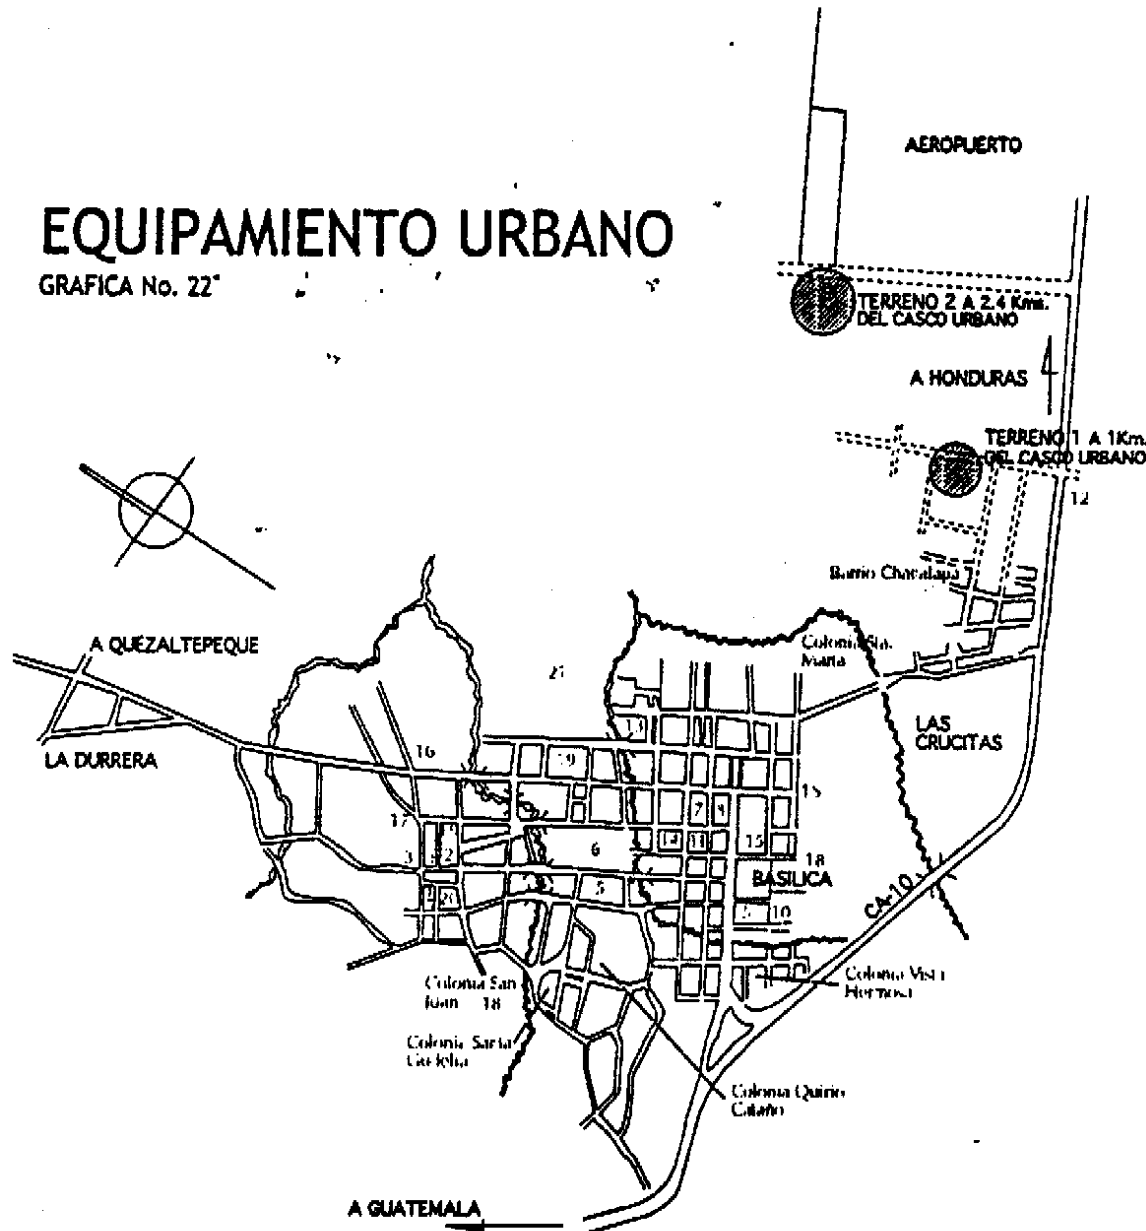 AEROPUERTO
EQUIPAMIENTO URBANO
GRAFICA No. 22
TERRENO 2 A 2.4 Kms.
DEL CASCO URBANO
A HONDURAS
TERRENO 1 A 1Km.
DEL CASCO URBANO
12
Barrio Chacalapa
A QUEZALTEPEQUE
Colonia Sta.
Marta
21
LAS
CRUCITAS
13
LA DURRERA
16
19
15
7
17
14
11
15
3
2
6
18
BASILICA
5
20
10
CA-10
Colonia San
Juan
18
Colonia Vista
Hermosa
Colonia Santa
Colonia Quirio
Cataño
A GUATEMALA